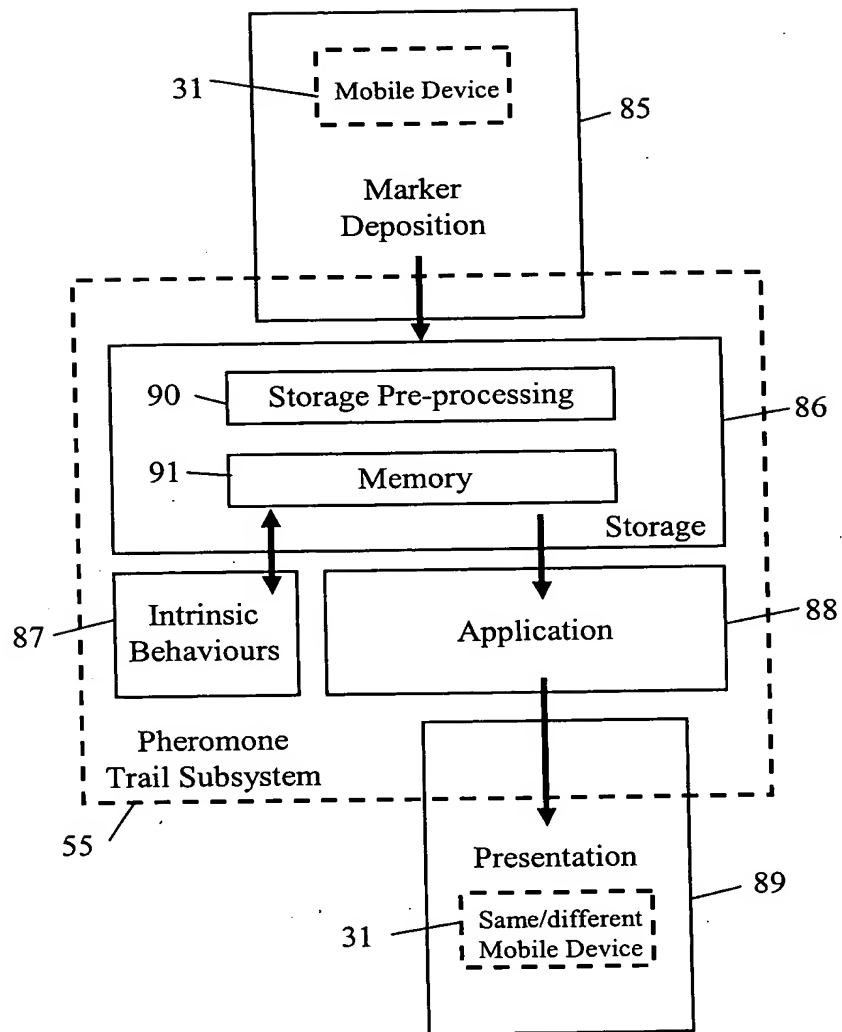 31
Mobile Device
85
Marker
Deposition
90
Storage Pre-processing
86
91
Memory
Storage
87
Intrinsic
Behaviours
Application
88
Pheromone
Trail Subsystem
55
Presentation
89
31
Same/different
Mobile Device